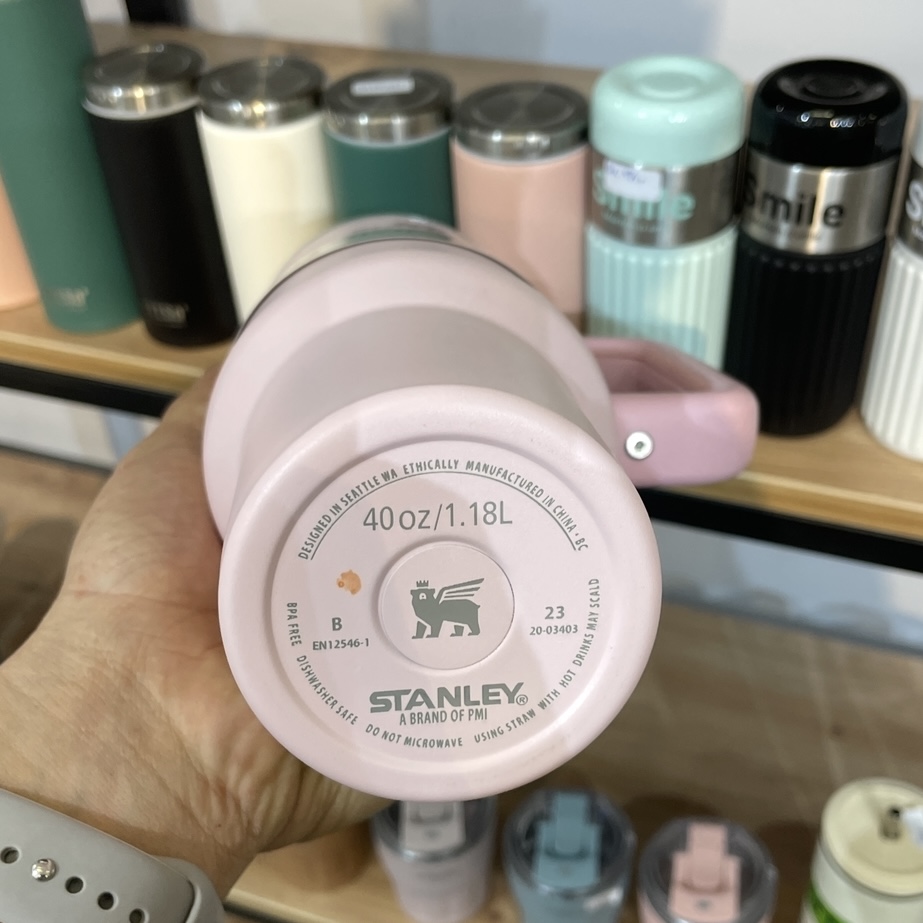 Smile
Smile
DESIGNED IN SEATTLE WA ETHICALLY MANUFACTURED IN CHINA • BC
40 oz/1.18L
B
EN12546-1
23
20-03403
STANLEY®
A BRAND OF PMI
BPA FREE DISHWASHER SAFE DO NOT MICROWAVE USING STRAW WITH HOT DRINKS MAY SCALD